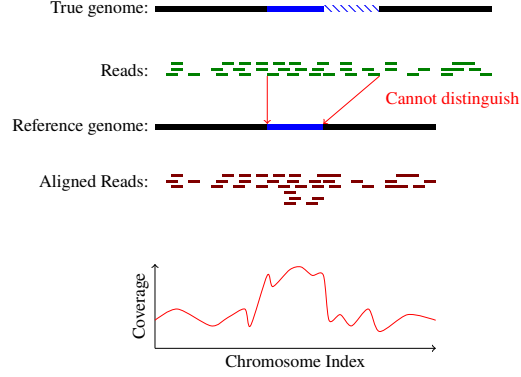 True genome:
Reads:
Cannot distinguish
Reference genome:
Aligned Reads:
Coverage
Chromosome Index